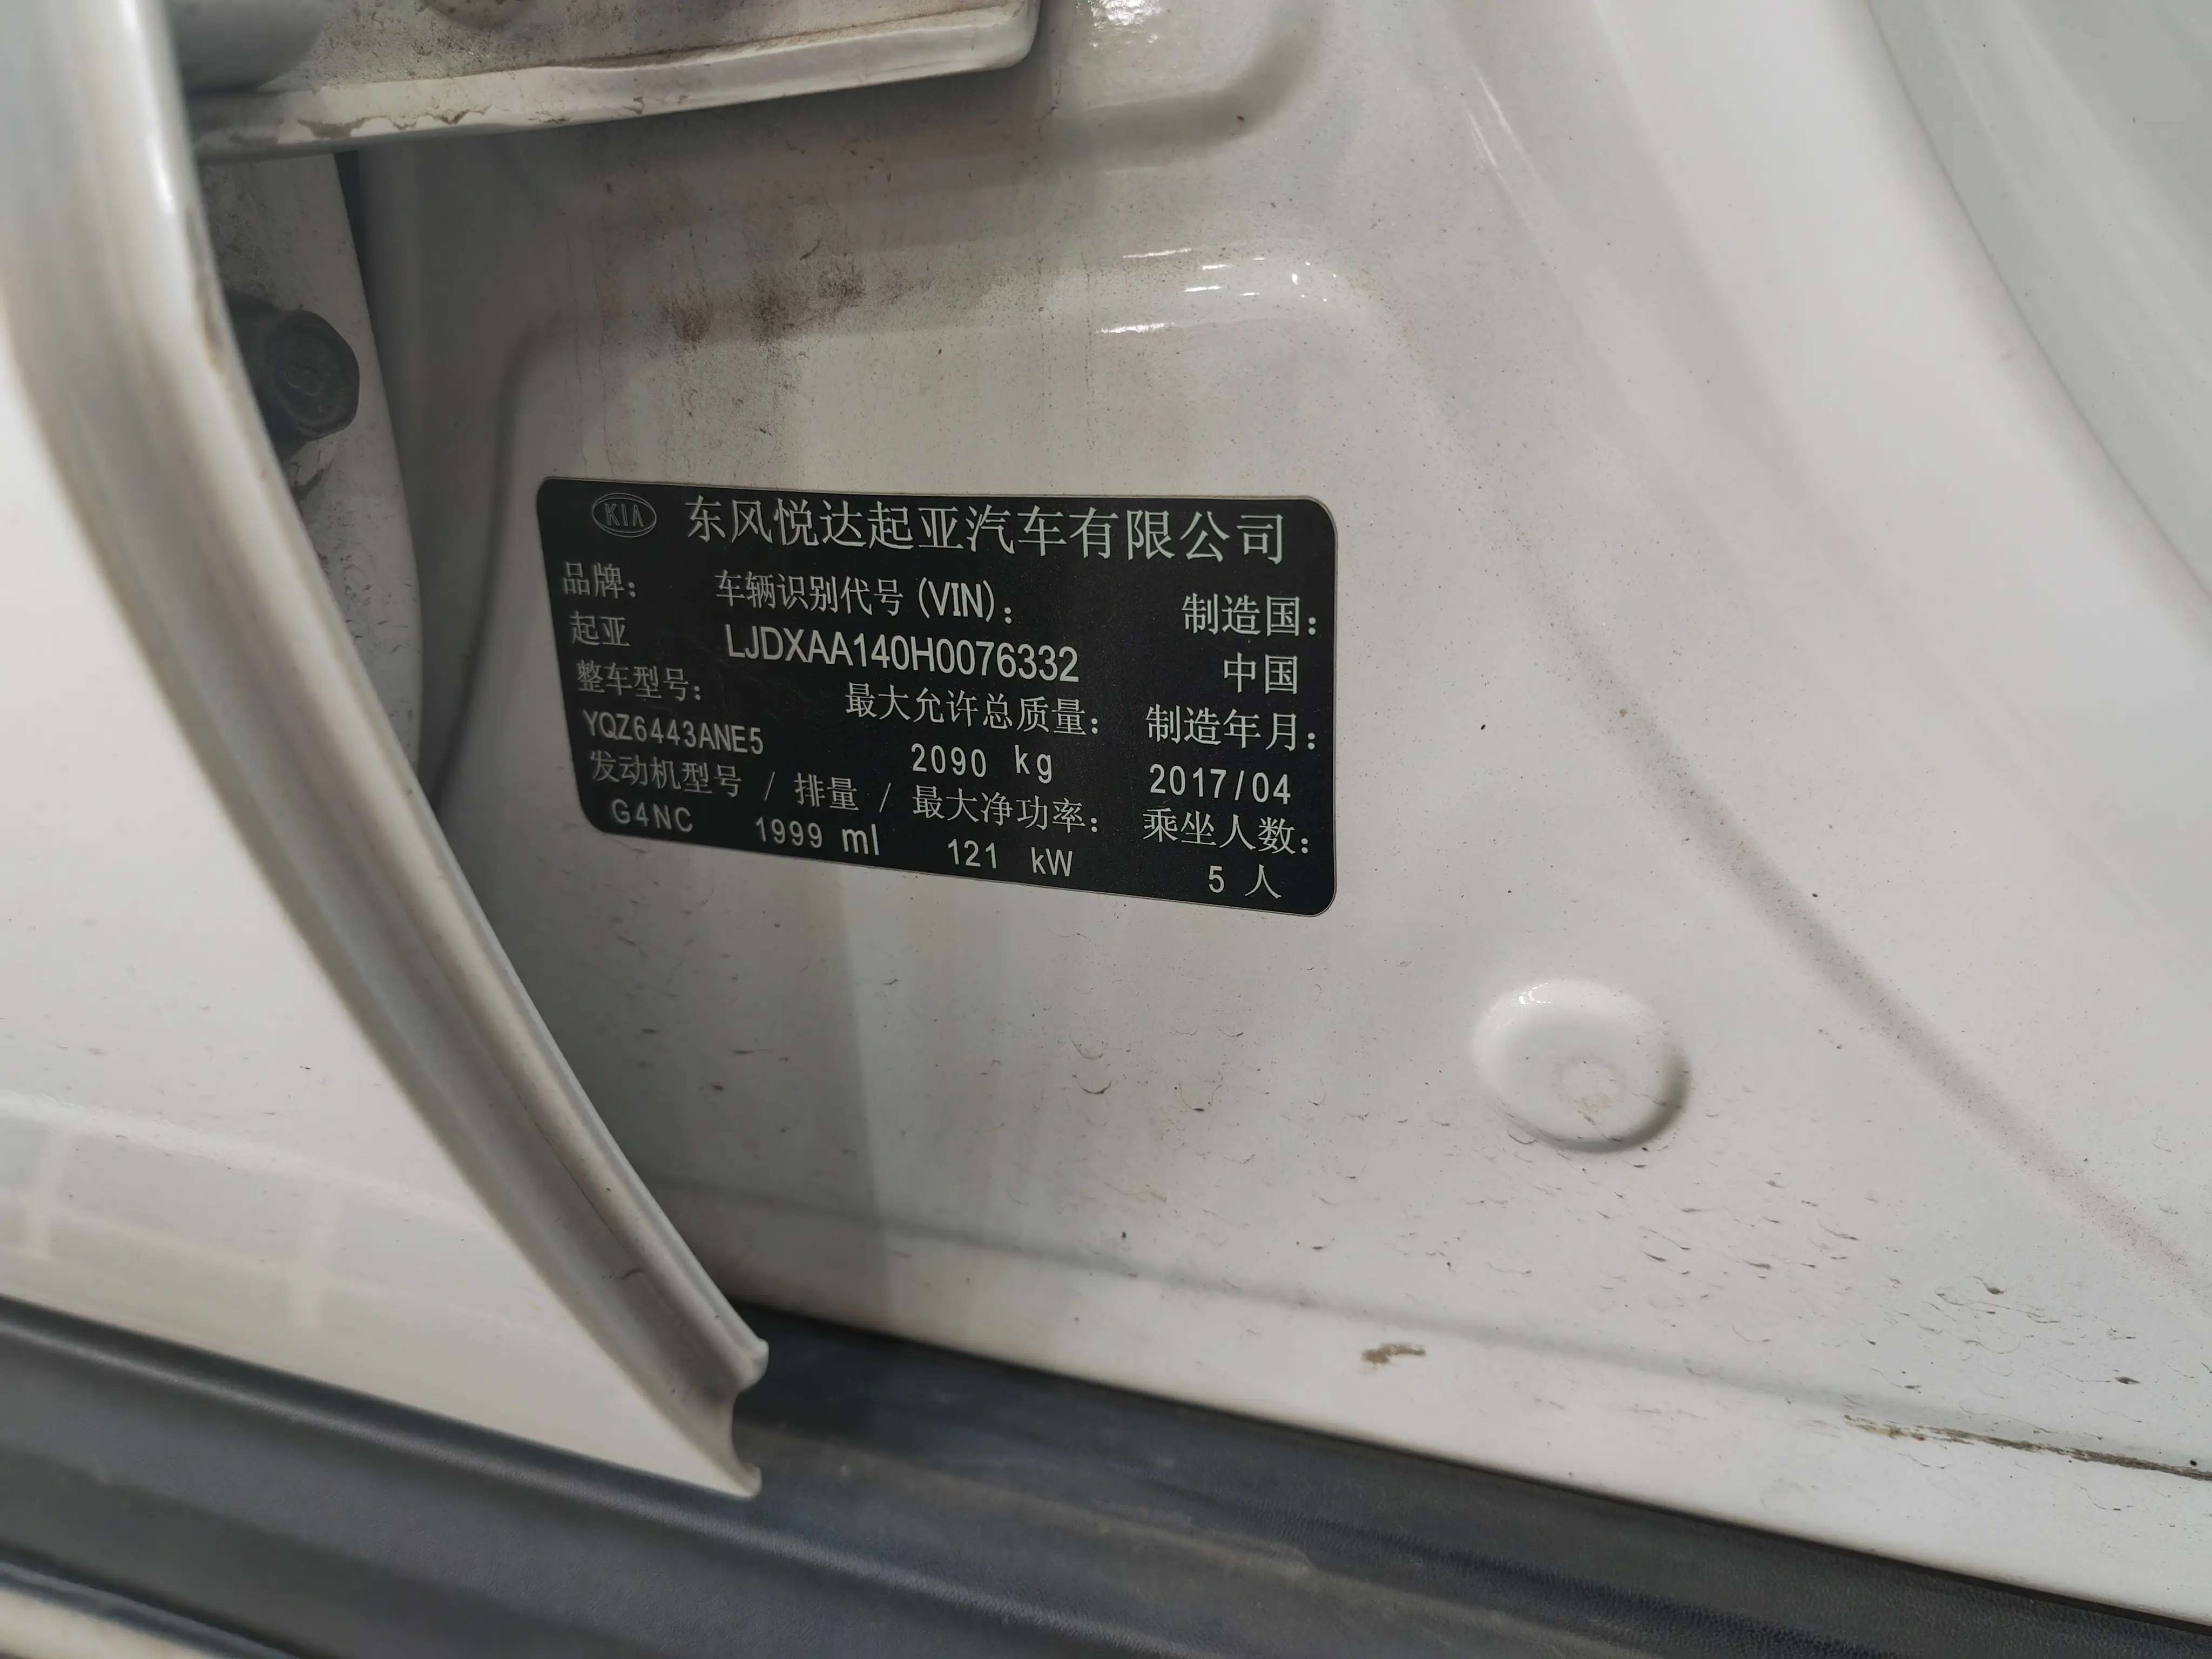 KIA 东风悦达起亚汽车有限公司
品牌： 车辆识别代号 (VIN)： 制造国：
起亚 LJDXAA140H0076332 中国
整车型号： 最大允许总质量： 制造年月：
YQZ6443ANE5 2090 kg 2017/04
发动机型号 / 排量 / 最大净功率： 乘坐人数：
G4NC 1999 ml 121 kW 5 人